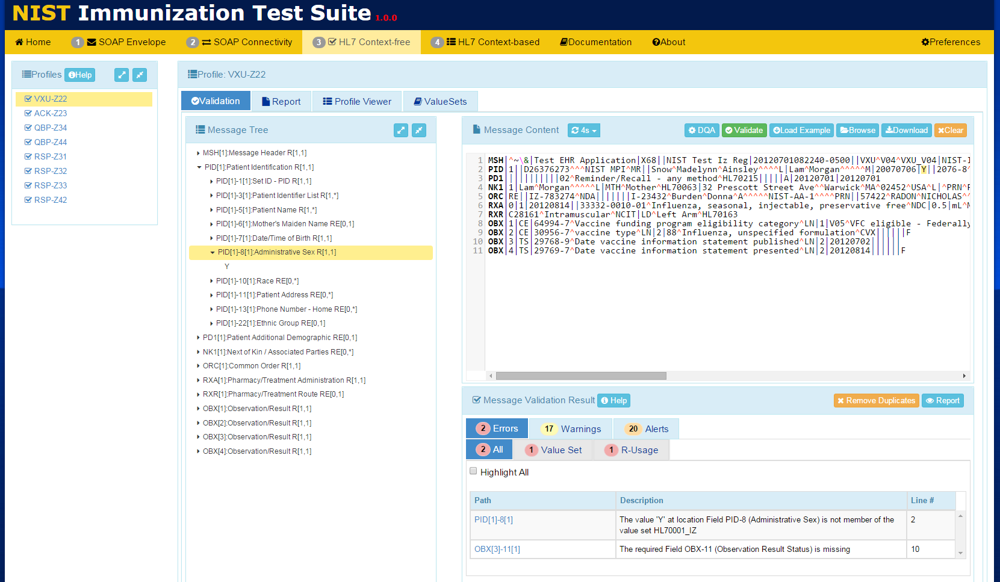 NIST Immunization Test Suite 1.0.0
Home 1 SOAP Envelope 2 SOAP Connectivity 3 HL7 Context-free 4 HL7 Context-based Documentation About Preferences
Profiles Help
VXU-Z22
ACK-Z23
QBP-Z34
QBP-Z44
RSP-Z31
RSP-Z32
RSP-Z33
RSP-Z42
Profile: VXU-Z22
Validation Report Profile Viewer ValueSets
Message Tree
MSH[1]:Message Header R[1,1]
PID[1]:Patient Identification R[1,1]
PID[1]-1[1]:Set ID - PID R[1,1]
PID[1]-3[1]:Patient Identifier List R[1,*]
PID[1]-5[1]:Patient Name R[1,*]
PID[1]-6[1]:Mother's Maiden Name RE[0,1]
PID[1]-7[1]:Date/Time of Birth R[1,1]
PID[1]-8[1]:Administrative Sex R[1,1]
Y
PID[1]-10[1]:Race RE[0,*]
PID[1]-11[1]:Patient Address RE[0,*]
PID[1]-13[1]:Phone Number - Home RE[0,*]
PID[1]-22[1]:Ethnic Group RE[0,1]
PD1[1]:Patient Additional Demographic RE[0,1]
NK1[1]:Next of Kin / Associated Parties RE[0,*]
ORC[1]:Common Order R[1,1]
RXA[1]:Pharmacy/Treatment Administration R[1,1]
RXR[1]:Pharmacy/Treatment Route RE[0,1]
OBX[1]:Observation/Result R[1,1]
OBX[2]:Observation/Result R[1,1]
OBX[3]:Observation/Result R[1,1]
OBX[4]:Observation/Result R[1,1]
Message Content 4s DQA Validate Load Example Browse Download Clear
1 MSH|^~\&|Test EHR Application|X68||NIST Test Iz Reg|20120701082240-0500||VXU^V04^VXU_V04|NIST-
2 PID|1||D26376273^^^NIST MPI^MR||Snow^Madelynn^Ainsley^^^^L|Lam^Morgan^^^^^M|20070706|Y||2076-8^
3 PD1|||||||||||02^Reminder/Recall - any method^HL70215|||||A|20120701|20120701
4 NK1|1|Lam^Morgan^^^^^L|MTH^Mother^HL70063|32 Prescott Street Ave^^Warwick^MA^02452^USA^L|^PRN^
5 ORC|RE||IZ-783274^NDA|||||||I-23432^Burden^Donna^A^^^^^NIST-AA-1^^^^PRN||57422^RADON^NICHOLAS^^
6 RXA|0|1|20120814||33332-0010-01^Influenza, seasonal, injectable, preservative free^NDC|0.5|mL^
7 RXR|C28161^Intramuscular^NCIT|LD^Left Arm^HL70163
8 OBX|1|CE|64994-7^Vaccine funding program eligibility category^LN|1|V05^VFC eligible - Federally
9 OBX|2|CE|30956-7^vaccine type^LN|2|88^Influenza, unspecified formulation^CVX||||||F
10 OBX|3|TS|29768-9^Date vaccine information statement published^LN|2|20120702||||||
11 OBX|4|TS|29769-7^Date vaccine information statement presented^LN|2|20120814||||||F
Message Validation Result Help Remove Duplicates Report
2 Errors 17 Warnings 20 Alerts
2 All 1 Value Set 1 R-Usage
Highlight All
Path Description Line #
PID[1]-8[1] The value 'Y' at location Field PID-8 (Administrative Sex) is not member of the 2
value set HL70001_IZ
OBX[3]-11[1] The required Field OBX-11 (Observation Result Status) is missing 10